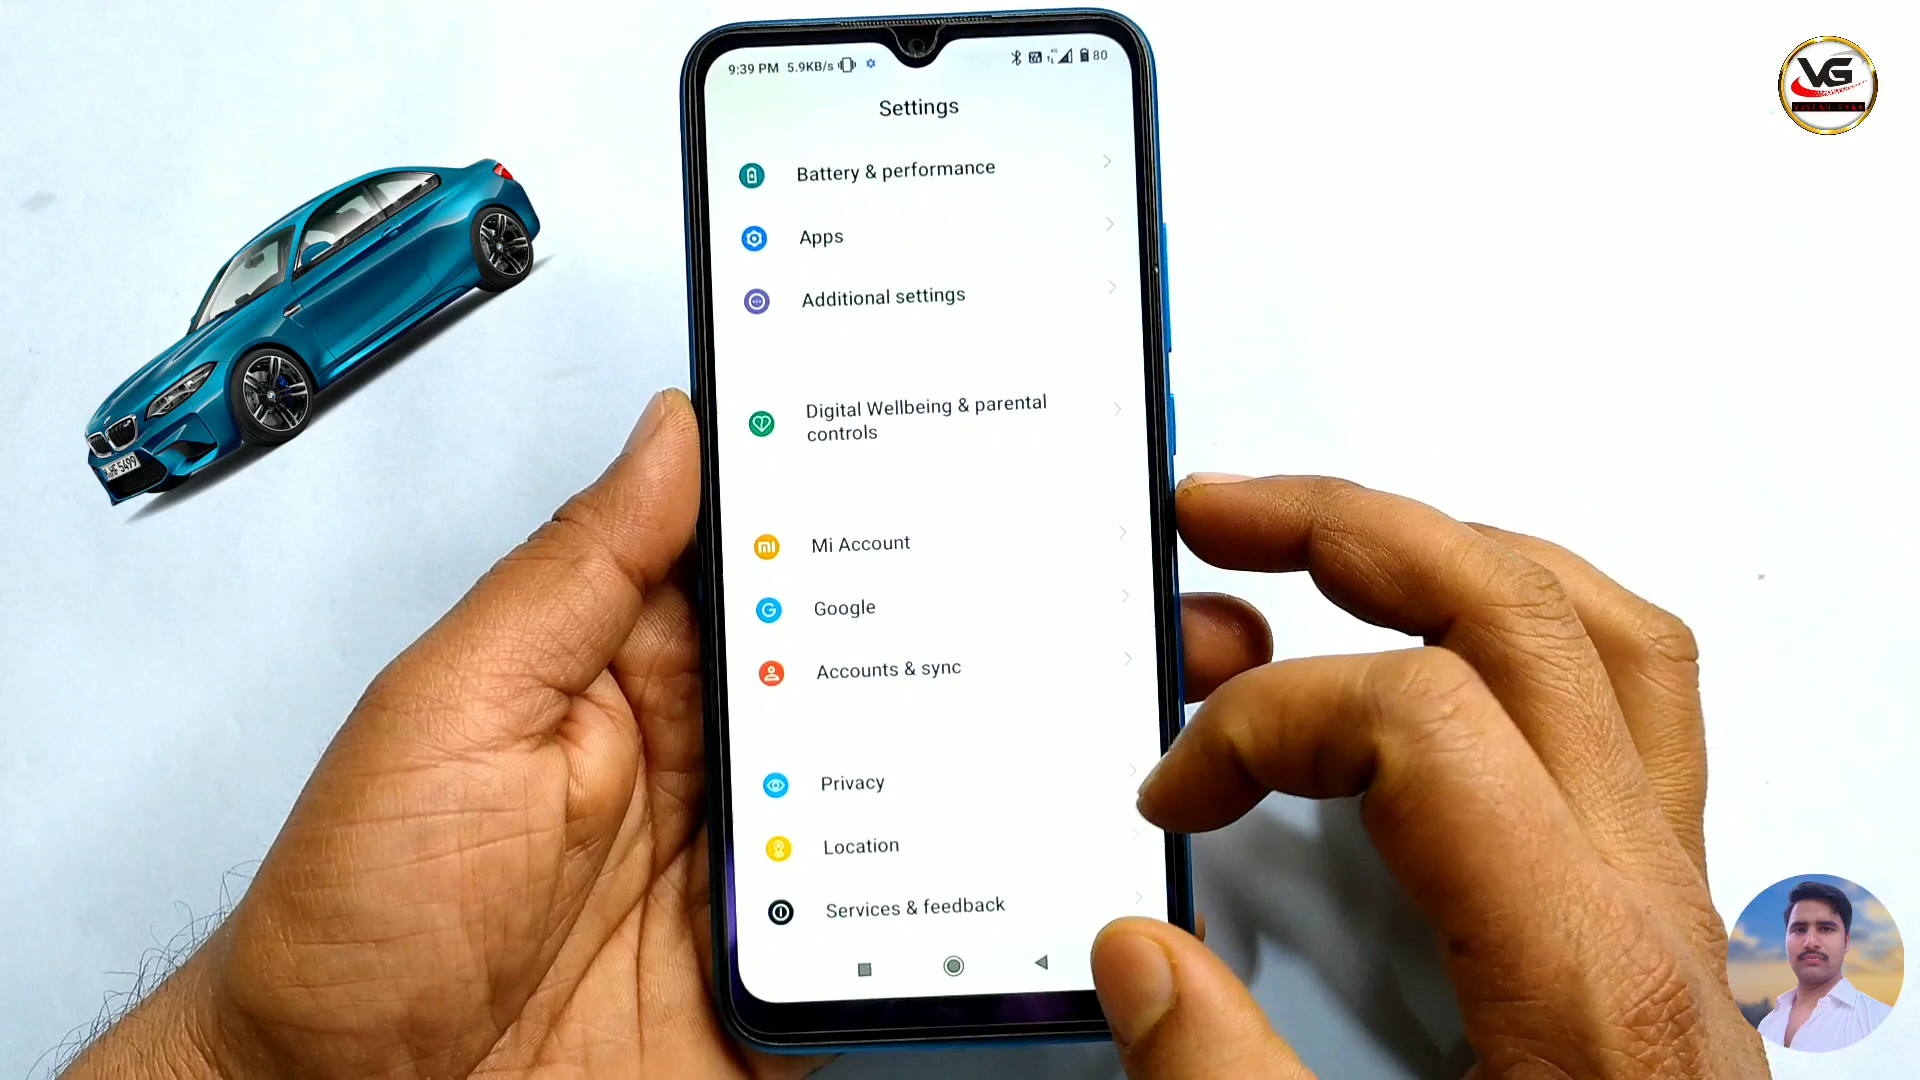 9:39 PM 5.9KB/s
80
VG
Settings
Battery & performance
Apps
Additional settings
Digital Wellbeing & parental
controls
Mi Account
Google
Accounts & sync
Privacy
Location
Services & feedback